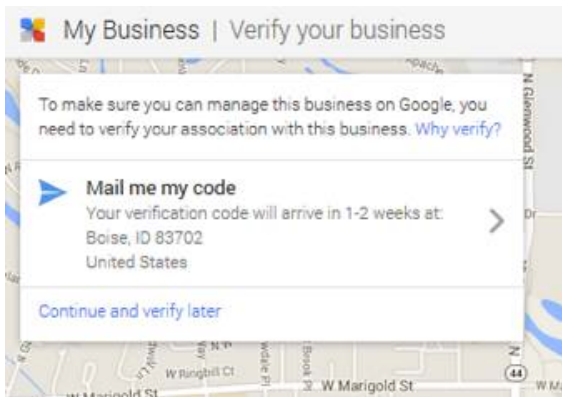 My Business | Verify your business
To make sure you can manage this business on Google, you
need to verify your association with this business. Why verify?
Mail me my code
Your verification code will arrive in 1-2 weeks at:
Boise, ID 83702
United States
Continue and verify later
N Glenwood St
Dr
W Ringbill Ct
W Marigold St
W Marigold St
N
44